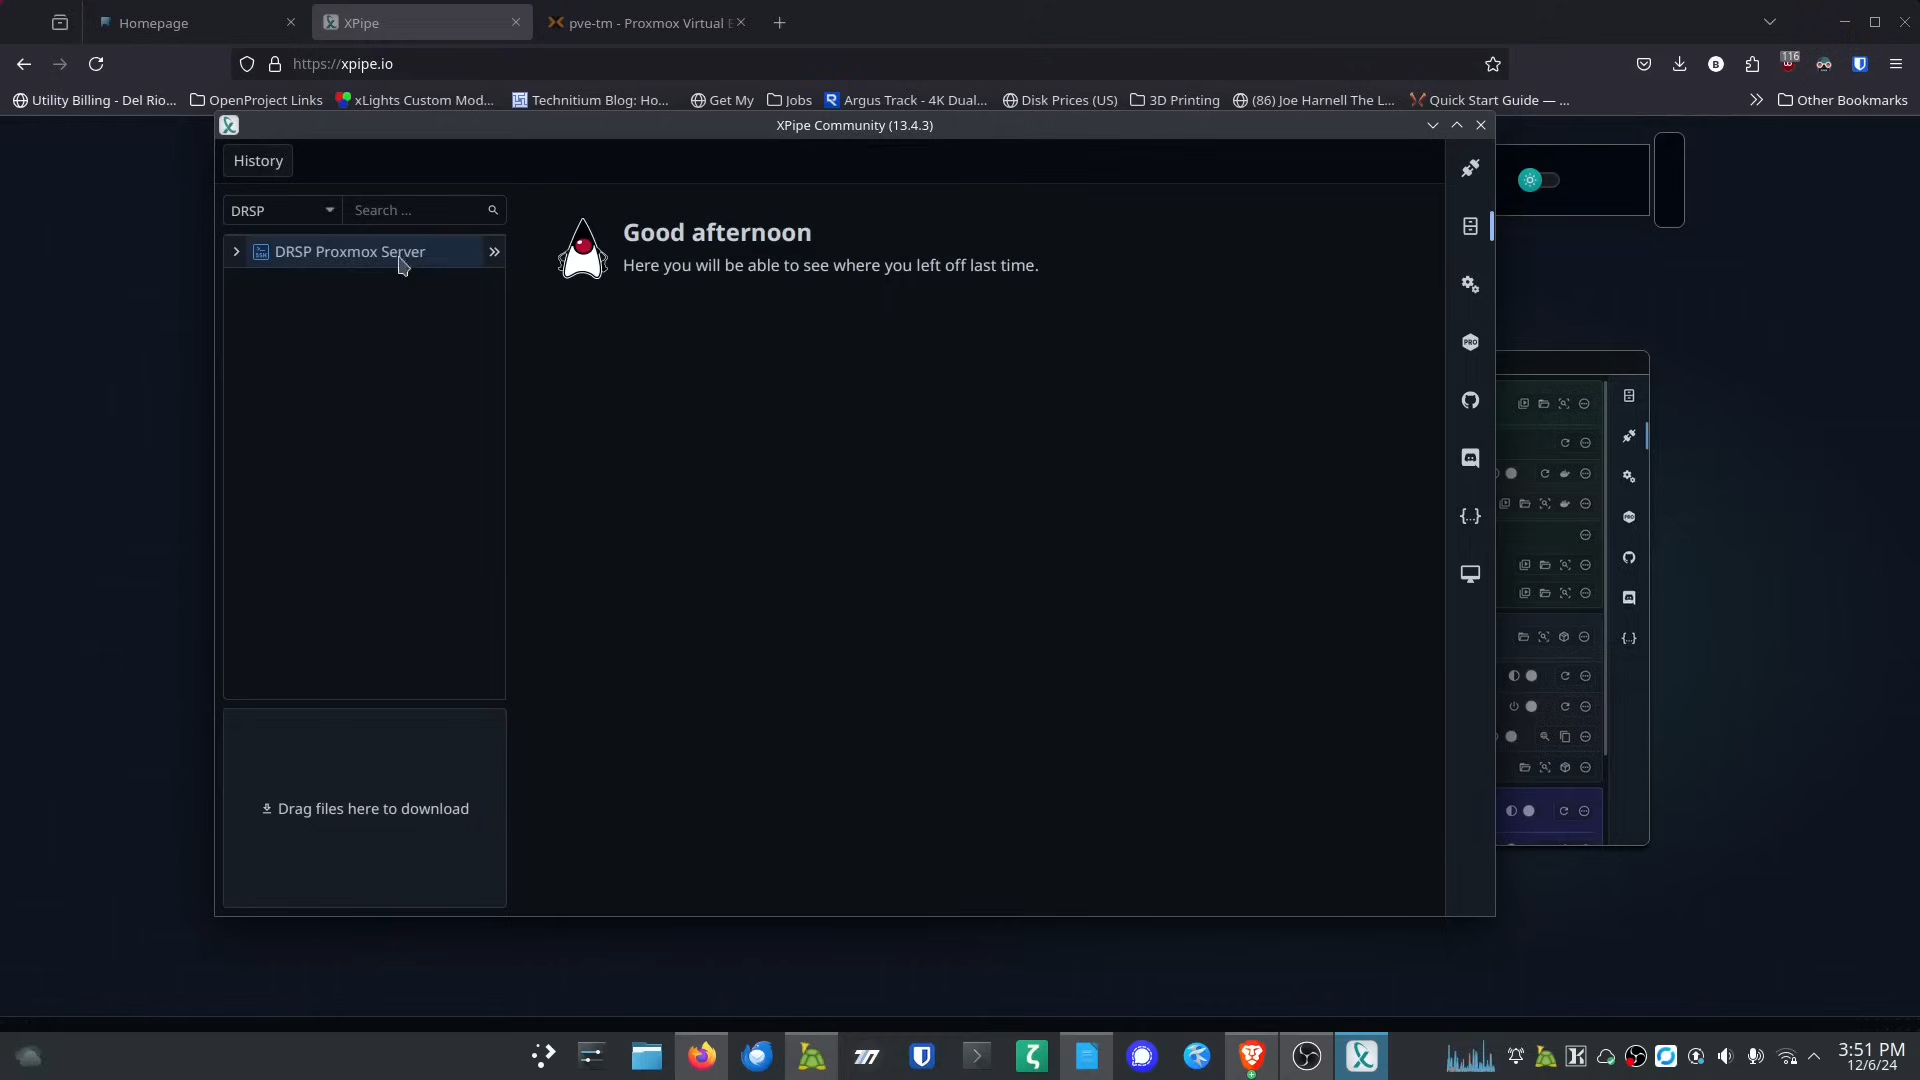 Homepage
XPipe
pve-tm - Proxmox Virtual E
https://xpipe.io
116
Utility Billing - Del Rio...
OpenProject Links
xLights Custom Mod...
Technitium Blog: Ho...
Get My
Jobs
Argus Track - 4K Dual...
Disk Prices (US)
3D Printing
(86) Joe Harnell The L...
Quick Start Guide — ...
Other Bookmarks
XPipe Community (13.4.3)
History
DRSP
Search ...
DRSP Proxmox Server
Good afternoon
Here you will be able to see where you left off last time.
PRO
Drag files here to download
3:51 PM
12/6/24